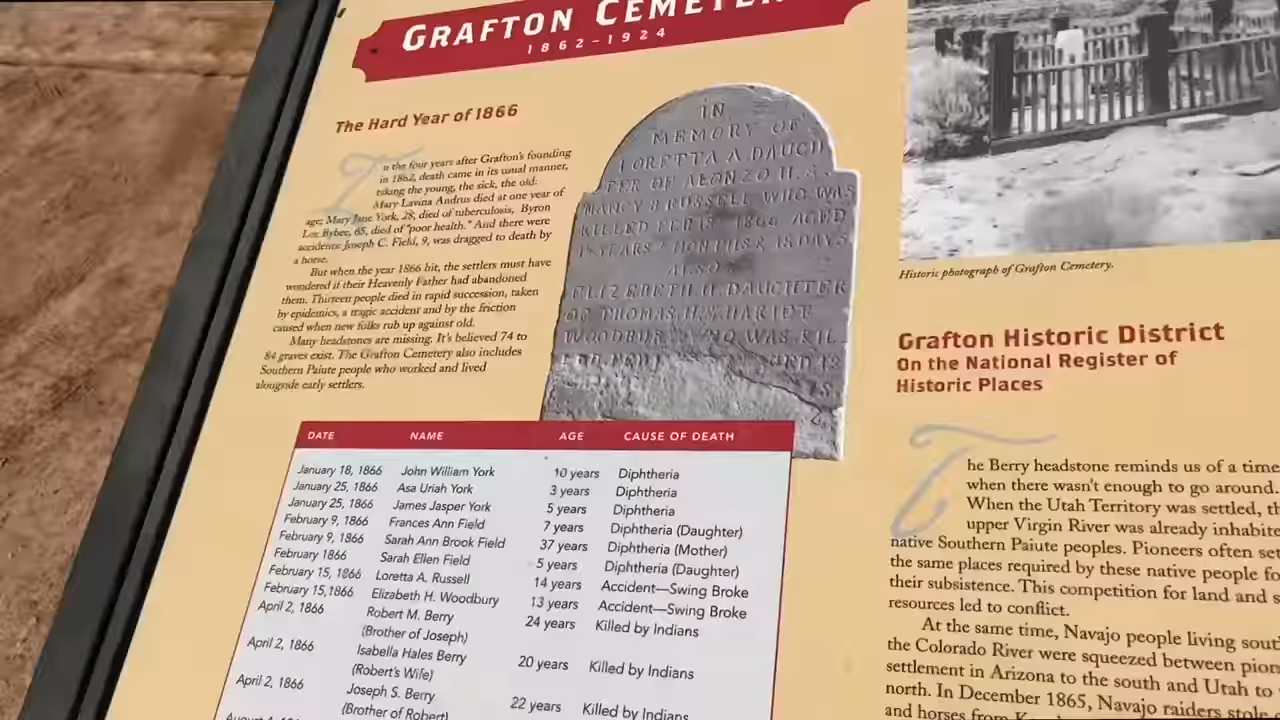 GRAFTON CEMETER
1862–1924
The Hard Year of 1866
In the four years after Grafton's founding
in 1862, death came in its usual manner,
taking the young, the sick, the old:
Mary Lavina Andrus died at one year of
age; Mary Jane York, 28, died of tuberculosis, Byron
Lee Bybee, 65, died of "poor health." And there were
accidents: Joseph C. Field, 9, was dragged to death by
a horse.
But when the year 1866 hit, the settlers must have
wondered if their Heavenly Father had abandoned
them. Thirteen people died in rapid succession, taken
by epidemics, a tragic accident and by the friction
caused when new folks rub up against old.
Many headstones are missing. It's believed 74 to
84 graves exist. The Grafton Cemetery also includes
Southern Paiute people who worked and lived
alongside early settlers.
IN
MEMORY OF
LORETTA A. DAUGH
TER OF ALONZO H. &
NANCY B RUSSELL WHO WAS
KILLED FEB 15 1866 AGED
YEARS MONTHS & 18 DAYS
ALSO
ELIZEBETH H. DAUGHTER
OF THOMAS. H. & HARIET
WOODBURY WHO WAS KIL
DATE NAME AGE CAUSE OF DEATH
January 18, 1866 John William York 10 years Diphtheria
January 25, 1866 Asa Uriah York 3 years Diphtheria
January 25, 1866 James Jasper York 5 years Diphtheria
February 9, 1866 Frances Ann Field 7 years Diphtheria (Daughter)
February 9, 1866 Sarah Ann Brook Field 37 years Diphtheria (Mother)
February 1866 Sarah Ellen Field 5 years Diphtheria (Daughter)
February 15, 1866 Loretta A. Russell 14 years Accident—Swing Broke
February 15,1866 Elizabeth H. Woodbury 13 years Accident—Swing Broke
April 2, 1866 Robert M. Berry 24 years Killed by Indians
(Brother of Joseph)
April 2, 1866 Isabella Hales Berry 20 years Killed by Indians
(Robert's Wife)
April 2, 1866 Joseph S. Berry 22 years Killed by Indians
(Brother of Robert)
Historic photograph of Grafton Cemetery.
Grafton Historic District
On the National Register of
Historic Places
The Berry headstone reminds us of a time
when there wasn't enough to go around.
When the Utah Territory was settled, th
upper Virgin River was already inhabite
native Southern Paiute peoples. Pioneers often set
the same places required by these native people fo
their subsistence. This competition for land and s
resources led to conflict.
At the same time, Navajo people living sout
the Colorado River were squeezed between pion
settlement in Arizona to the south and Utah to
north. In December 1865, Navajo raiders stole
and horses from